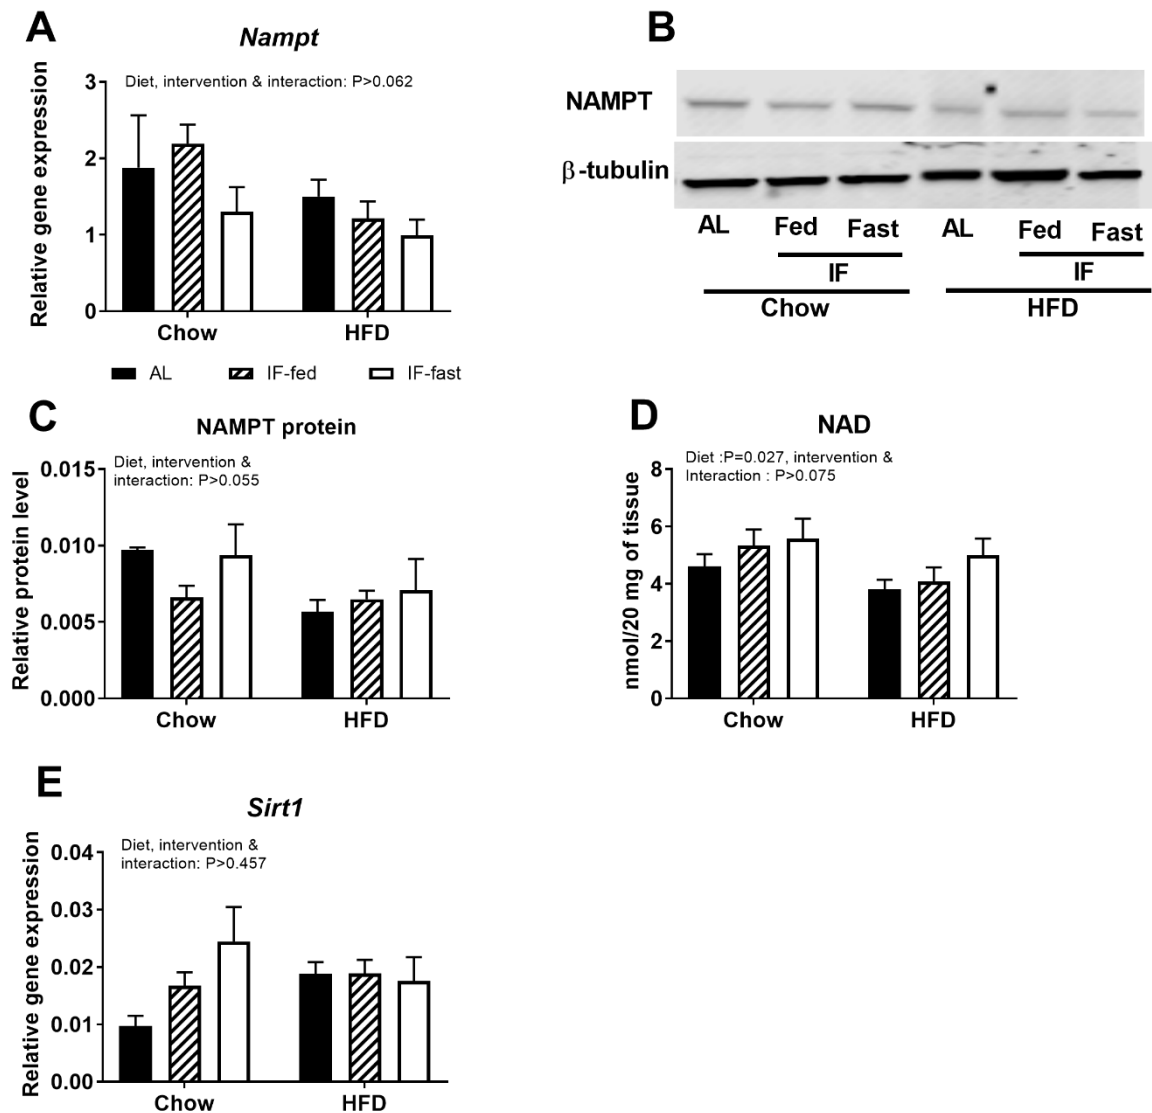 A
Nampt
Diet, intervention & interaction: P>0.062
Relative gene expression
3
2
1
0
Chow
HFD
AL
IF-fed
IF-fast
B
NAMPT
β-tubulin
AL
Fed
Fast
AL
Fed
Fast
IF
IF
Chow
HFD
C
NAMPT protein
Diet, intervention &
interaction: P>0.055
Relative protein level
0.015
0.010
0.005
0.000
Chow
HFD
D
NAD
Diet :P=0.027, intervention &
Interaction : P>0.075
nmol/20 mg of tissue
8
6
4
2
0
Chow
HFD
E
Sirt1
Diet, intervention &
interaction: P>0.457
Relative gene expression
0.04
0.03
0.02
0.01
0.00
Chow
HFD